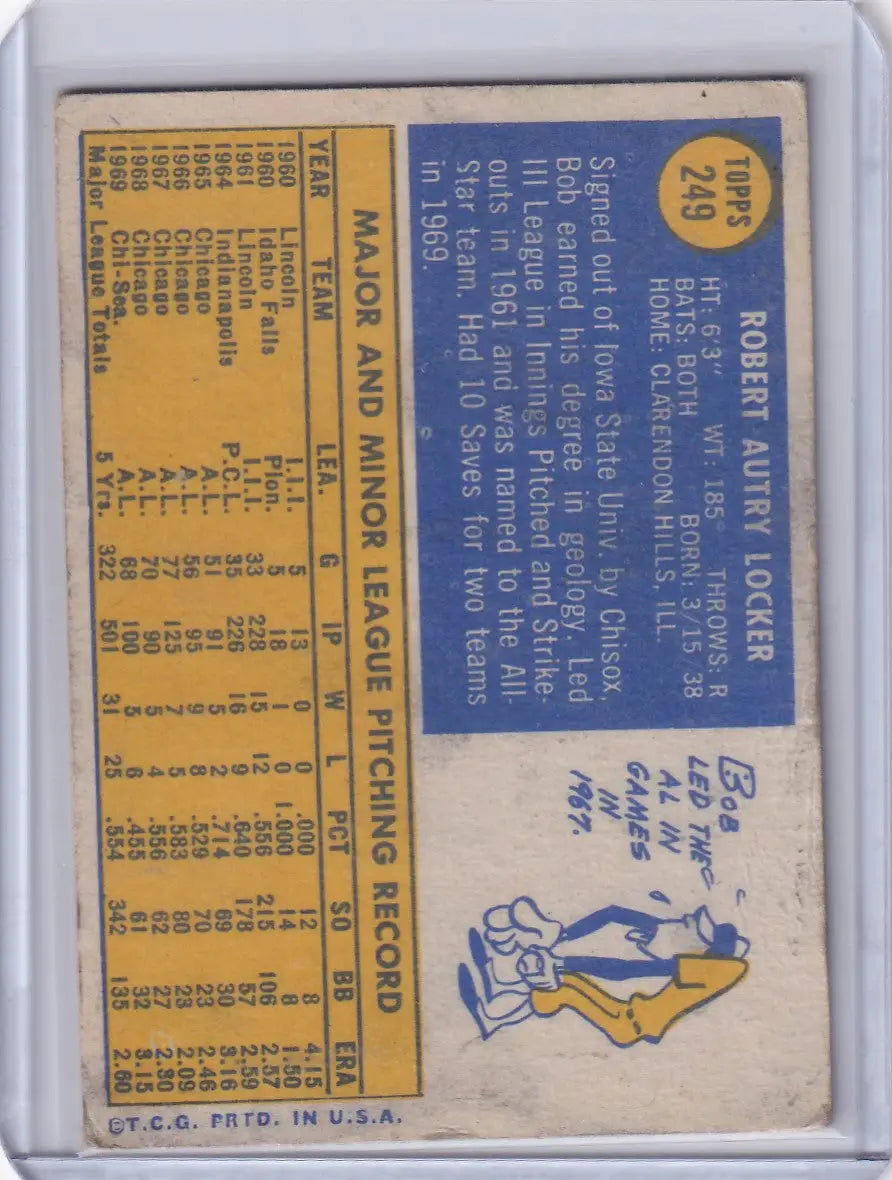 TOPPS
249
ROBERT AUTRY LOCKER
HT: 6'3" WT: 185° THROWS: R
BATS: BOTH BORN: 3/15/38
HOME: CLARENDON HILLS, ILL.
Signed out of Iowa State Univ. by Chisox,
Bob earned his degree in geology. Led
III League in Innings Pitched and Strike-
outs in 1961 and was named to the All-
Star team. Had 10 Saves for two teams
in 1969.
BOB
LED THE
AL IN
GAMES
IN
1967.
MAJOR AND MINOR LEAGUE PITCHING RECORD
YEAR TEAM LEA. G IP W L PCT SO BB ERA
1960 Lincoln I.I.I. 5 13 0 0 .000 12 8 4.15
1960 Idaho Falls Pion. 5 18 1 0 1.000 14 8 1.50
1961 Lincoln I.I.I. 33 228 15 12 .556 215 106 2.57
1964 Indianapolis P.C.L. 35 226 16 9 .640 178 57 2.59
1965 Chicago A.L. 51 91 5 2 .714 69 30 3.16
1966 Chicago A.L. 56 95 9 8 .529 70 23 2.46
1967 Chicago A.L. 77 125 7 5 .583 80 23 2.09
1968 Chicago A.L. 70 90 5 4 .556 62 27 2.30
1969 Chi-Sea. A.L. 68 100 5 6 .455 61 32 3.15
Major League Totals 5 Yrs. 322 501 31 25 .554 342 135 2.60
©T.C.G. PRTD. IN U.S.A.